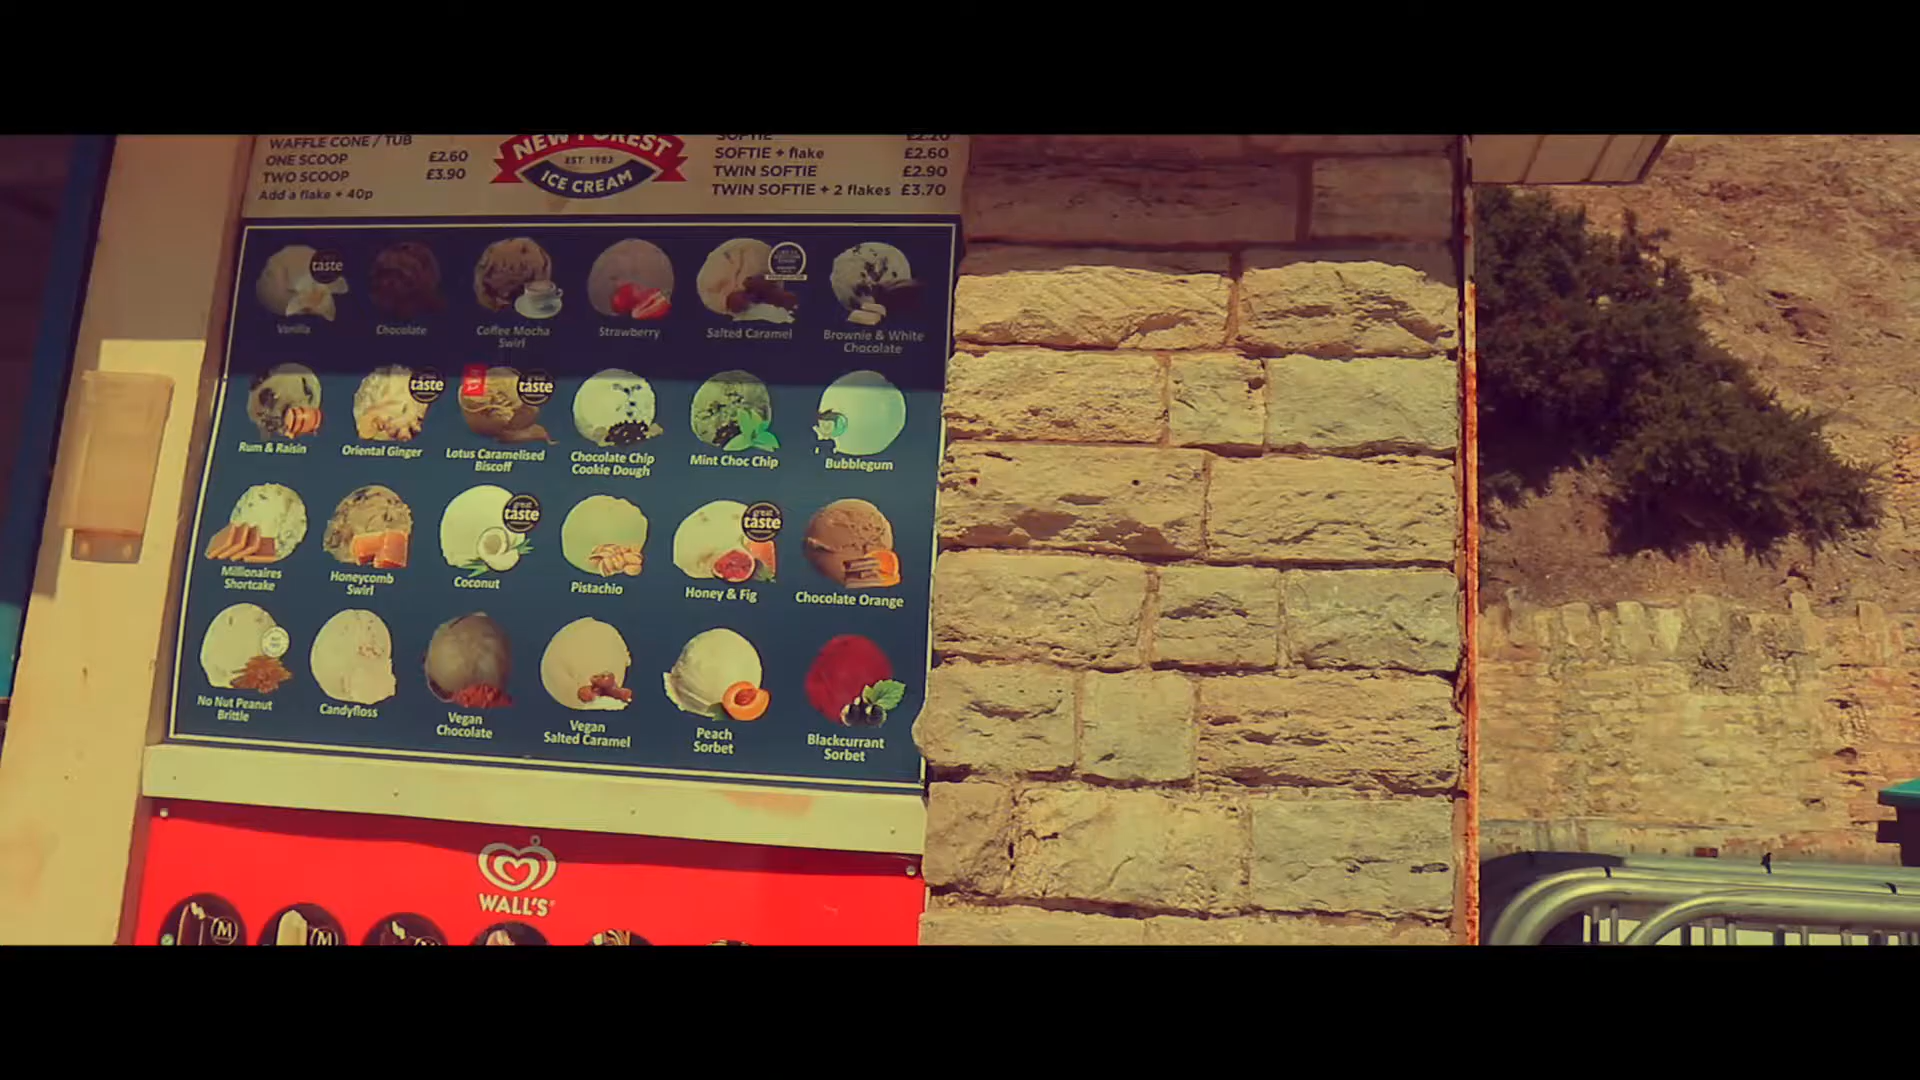 WAFFLE CONE / TUB
ONE SCOOP £2.60
TWO SCOOP £3.90
Add a flake + 40p
NEW FOREST
EST. 1983
ICE CREAM
SOFTIE £2.20
SOFTIE + flake £2.60
TWIN SOFTIE £2.90
TWIN SOFTIE + 2 flakes £3.70
taste
Vanilla
Chocolate
Coffee Mocha
Swirl
Strawberry
Salted Caramel
Brownie & White
Chocolate
taste
great
taste
Rum & Raisin
Oriental Ginger
Lotus Caramelised
Biscoff
Chocolate Chip
Cookie Dough
Mint Choc Chip
Bubblegum
great
taste
great
taste
Millionaires
Shortcake
Honeycomb
Swirl
Coconut
Pistachio
Honey & Fig
Chocolate Orange
No Nut Peanut
Brittle
Candyfloss
Vegan
Chocolate
Vegan
Salted Caramel
Peach
Sorbet
Blackcurrant
Sorbet
WALL'S
M
M